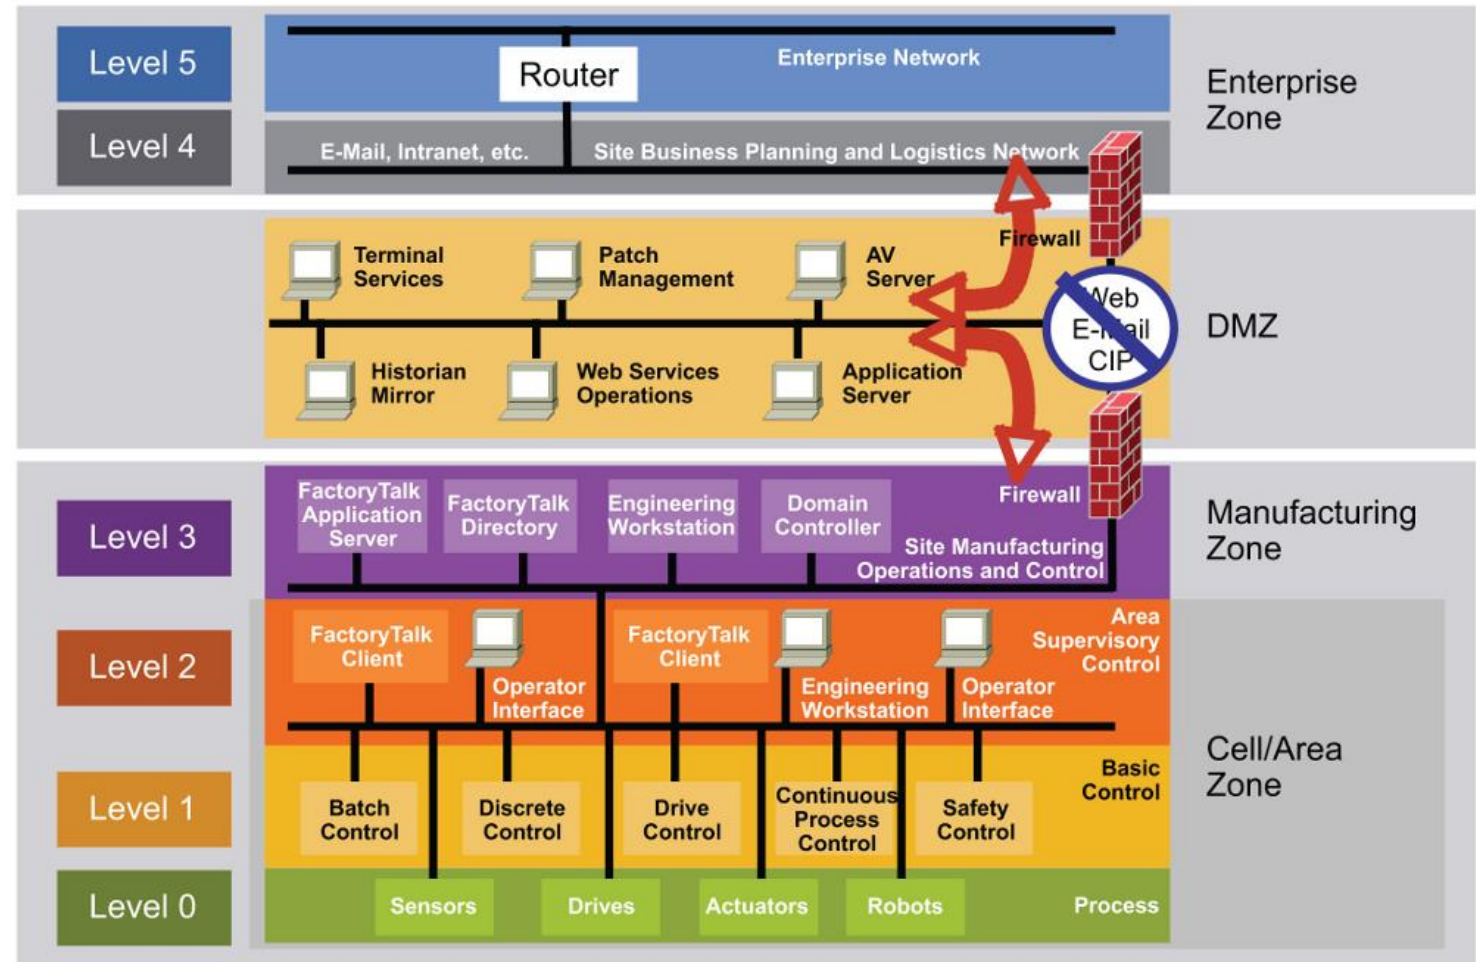 Level 5
Router
Enterprise Network
Enterprise
Zone
Level 4
E-Mail, Intranet, etc.
Site Business Planning and Logistics Network
Terminal
Services
Patch
Management
AV
Server
Firewall
Web
E-Mail
CIP
DMZ
Historian
Mirror
Web Services
Operations
Application
Server
Level 3
FactoryTalk
Application
Server
FactoryTalk
Directory
Engineering
Workstation
Domain
Controller
Firewall
Site Manufacturing
Operations and Control
Manufacturing
Zone
Level 2
FactoryTalk
Client
Operator
Interface
FactoryTalk
Client
Engineering
Workstation
Operator
Interface
Area
Supervisory
Control
Cell/Area
Zone
Level 1
Batch
Control
Discrete
Control
Drive
Control
Continuous
Process
Control
Safety
Control
Basic
Control
Level 0
Sensors
Drives
Actuators
Robots
Process